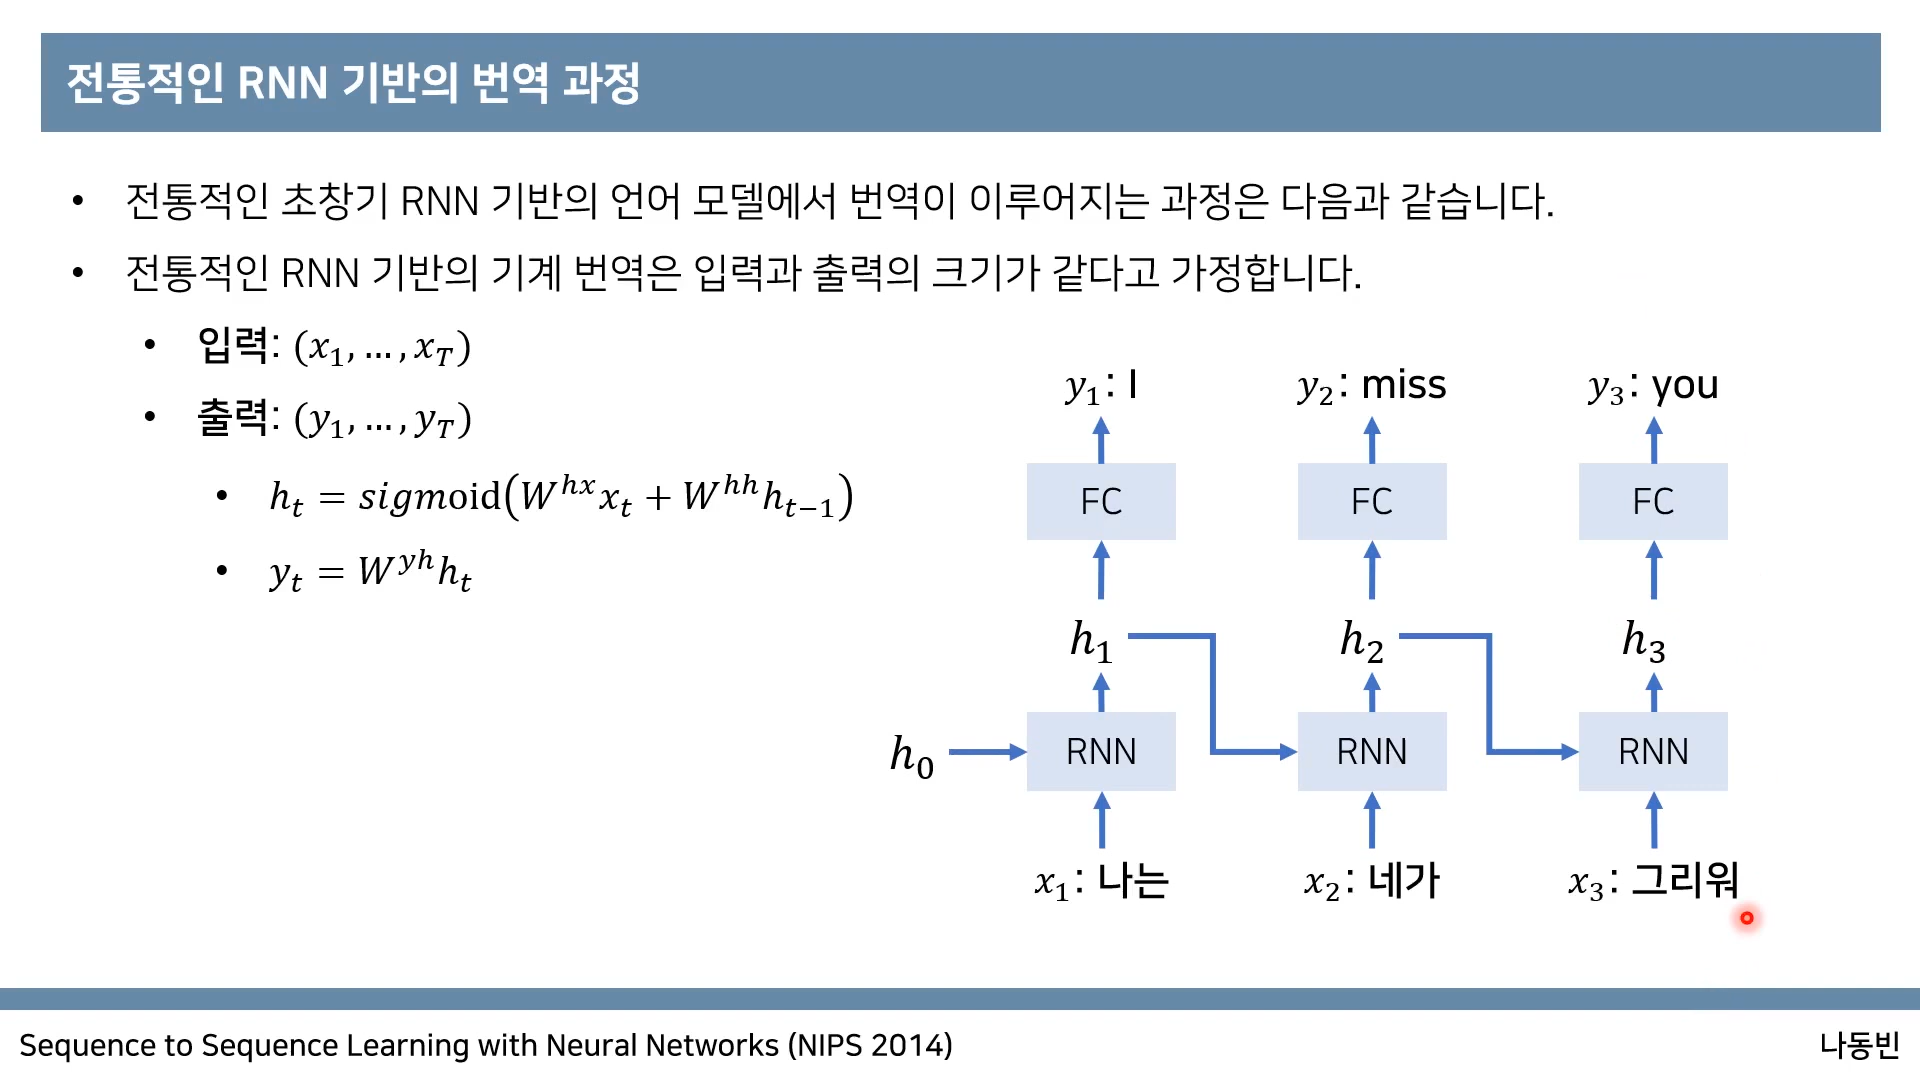 전통적인 RNN 기반의 번역 과정
• 전통적인 초창기 RNN 기반의 언어 모델에서 번역이 이루어지는 과정은 다음과 같습니다.
• 전통적인 RNN 기반의 기계 번역은 입력과 출력의 크기가 같다고 가정합니다.
• 입력: (x₁, ... , x_T)
• 출력: (y₁, ... , y_T)
• h_t = sigmoid(W^{hx}x_t + W^{hh}h_{t−1})
• y_t = W^{yh}h_t
y₁: I y₂: miss y₃: you
FC FC FC
h₁ h₂ h₃
h₀ RNN RNN RNN
x₁: 나는 x₂: 네가 x₃: 그리워
Sequence to Sequence Learning with Neural Networks (NIPS 2014) 나동빈